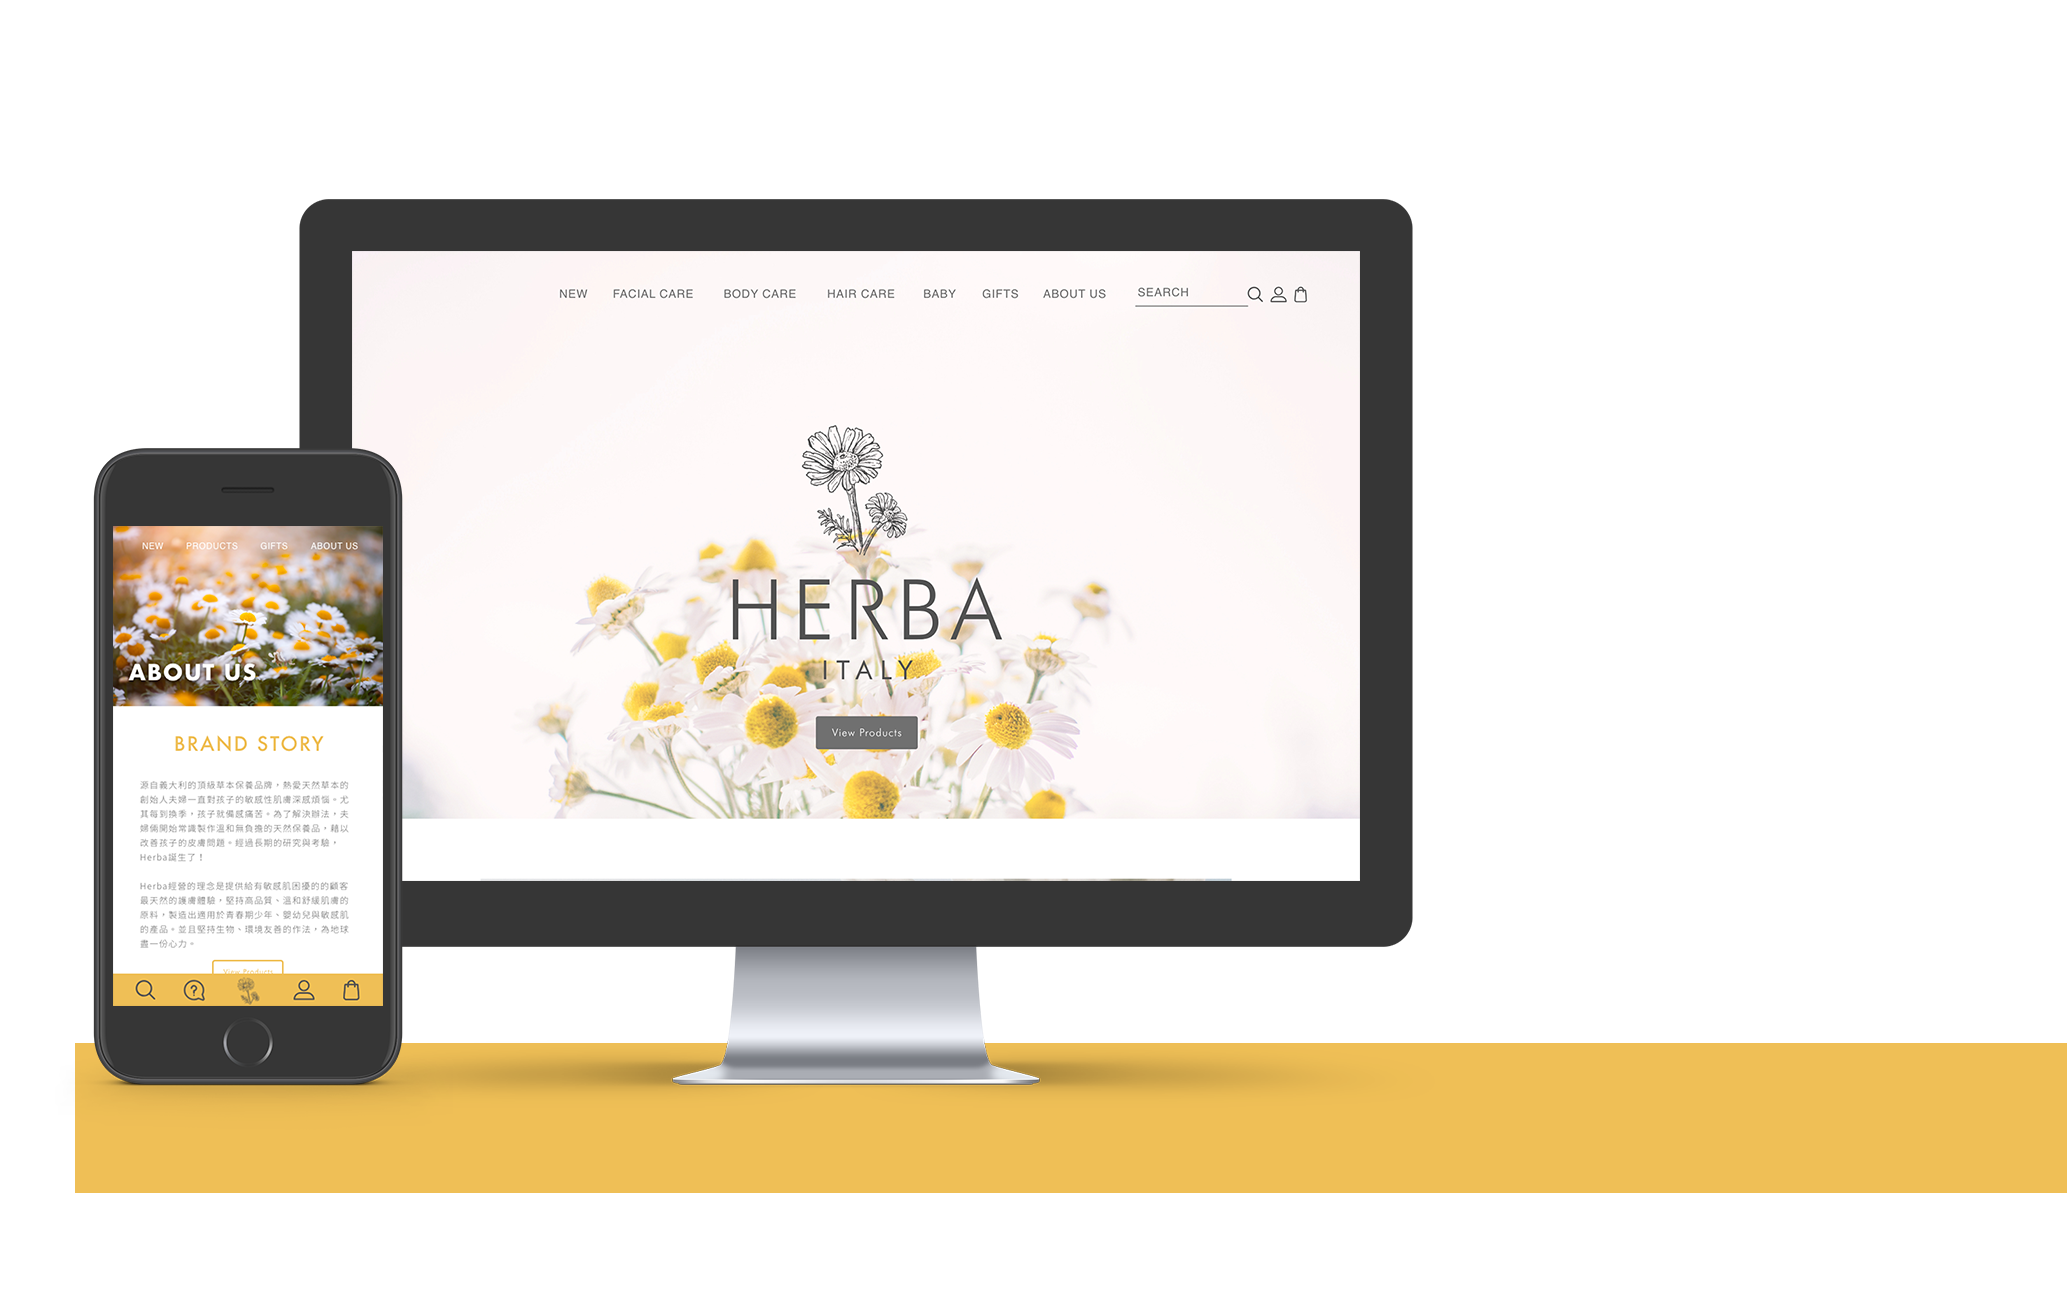 NEW FACIAL CARE BODY CARE HAIR CARE BABY GIFTS ABOUT US SEARCH
HERBA
ITALY
View Products
NEW PRODUCTS GIFTS ABOUT US
ABOUT US
BRAND STORY
源自義大利的頂級草本保養品牌，熱愛天然草本的
創始人夫婦一直對孩子的敏感性肌膚深感煩惱。尤
其每到換季，孩子就備感痛苦。為了解決辦法，夫
婦倆開始常識製作溫和無負擔的天然保養品，藉以
改善孩子的皮膚問題。經過長期的研究與考驗，
Herba誕生了！
Herba經營的理念是提供給有敏感肌困擾的的顧客
最天然的護膚體驗，堅持高品質、溫和舒緩肌膚的
原料，製造出適用於青春期少年、嬰幼兒與敏感肌
的產品。並且堅持生物、環境友善的作法，為地球
盡一份心力。
View Products